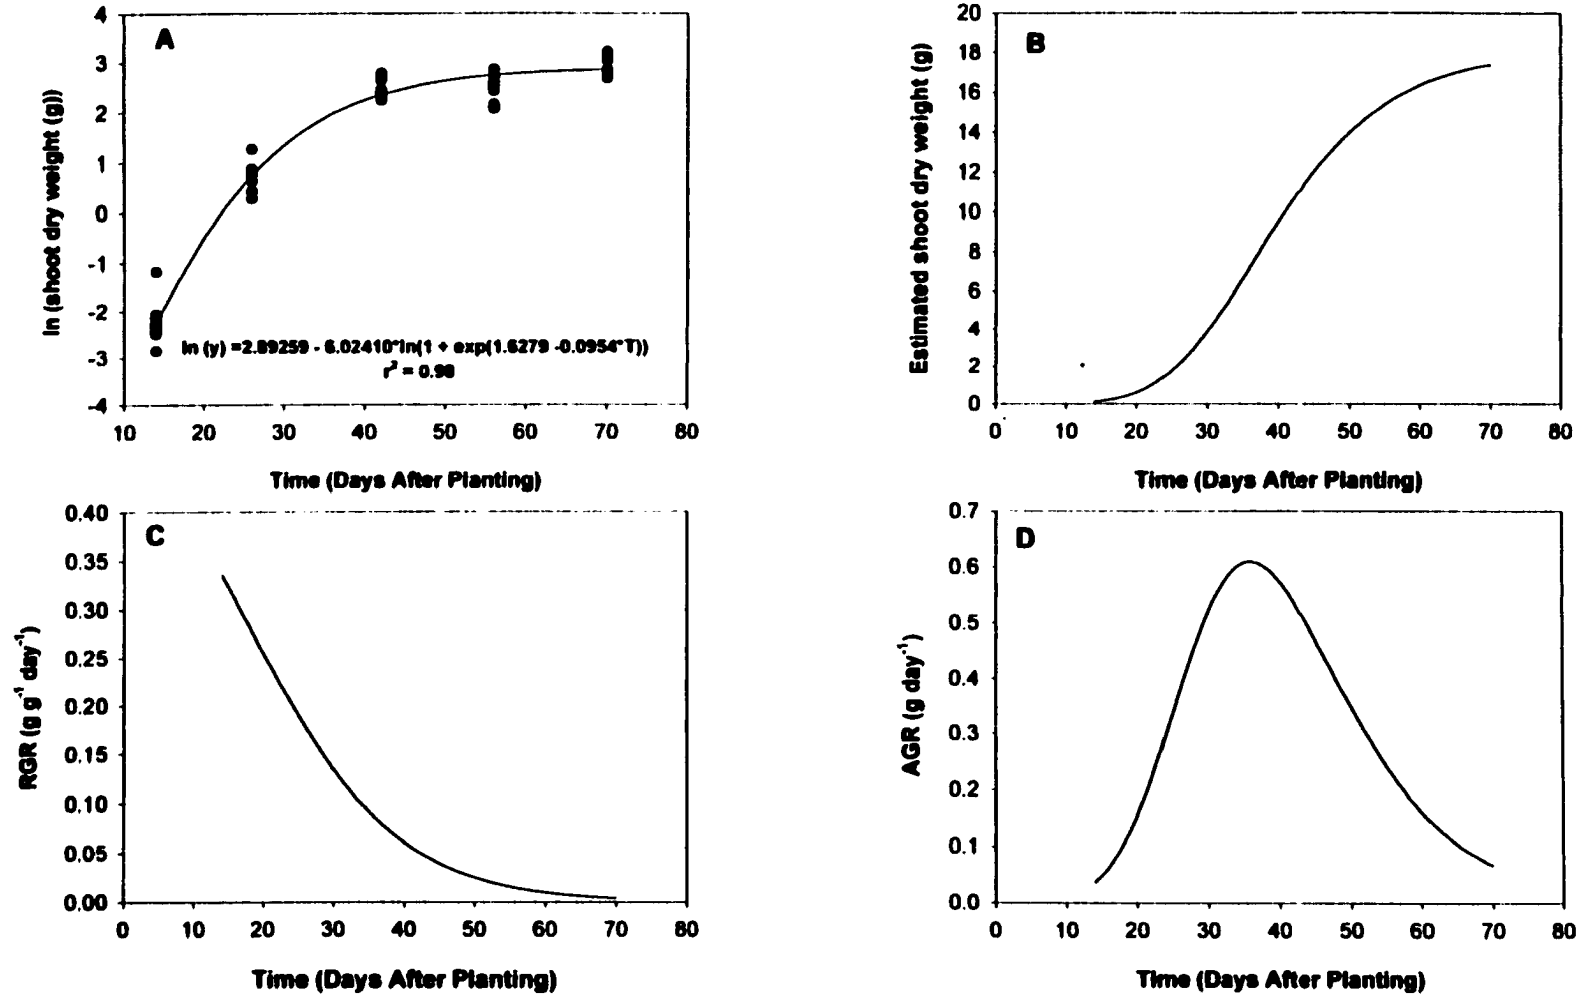 A
ln (shoot dry weight (g))
4
3
2
1
0
-1
-2
-3
-4
ln (y) =2.89259 - 6.02410*ln(1 + exp(1.6279 -0.0954*T))
r² = 0.98
10 20 30 40 50 60 70 80
Time (Days After Planting)
B
Estimated shoot dry weight (g)
20
18
16
14
12
10
8
6
4
2
0
0 10 20 30 40 50 60 70 80
Time (Days After Planting)
C
RGR (g g⁻¹ day⁻¹)
0.40
0.35
0.30
0.25
0.20
0.15
0.10
0.05
0.00
0 10 20 30 40 50 60 70 80
Time (Days After Planting)
D
AGR (g day⁻¹)
0.7
0.6
0.5
0.4
0.3
0.2
0.1
0.0
0 10 20 30 40 50 60 70 80
Time (Days After Planting)